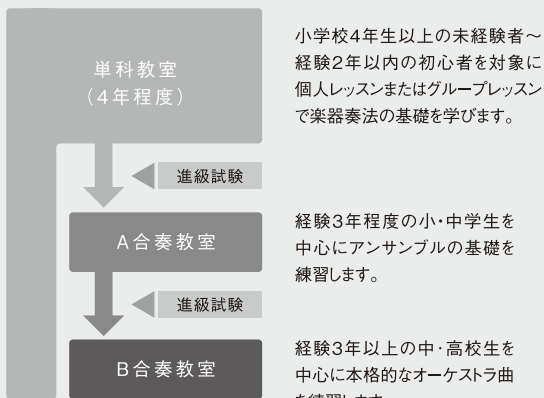 単科教室
（4年程度）
小学校4年生以上の未経験者〜
経験2年以内の初心者を対象に
個人レッスンまたはグループレッスン
で楽器奏法の基礎を学びます。
進級試験
A合奏教室
経験3年程度の小・中学生を
中心にアンサンブルの基礎を
練習します。
進級試験
B合奏教室
経験3年以上の中・高校生を
中心に本格的なオーケストラ曲
を練習します。